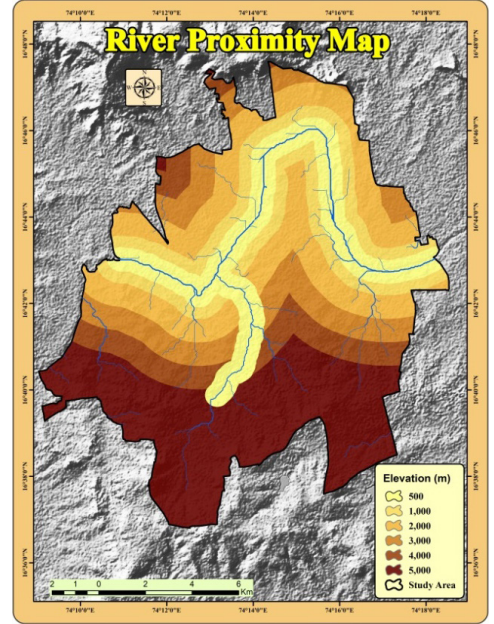 74°10'0"E 74°12'0"E 74°14'0"E 74°16'0"E 74°18'0"E
River Proximity Map
N
W E
S
Elevation (m)
500
1,000
2,000
3,000
4,000
5,000
Study Area
2 1 0 2 4 6
Km
74°10'0"E 74°12'0"E 74°14'0"E 74°16'0"E 74°18'0"E